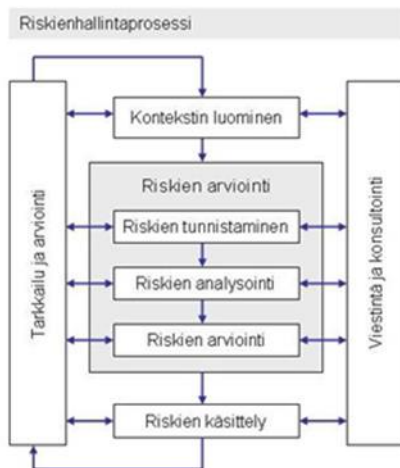 Riskienhallintaprosessi
Tarkkailu ja arviointi
Kontekstin luominen
Riskien arviointi
Riskien tunnistaminen
Riskien analysointi
Riskien arviointi
Riskien käsittely
Viestintä ja konsultointi